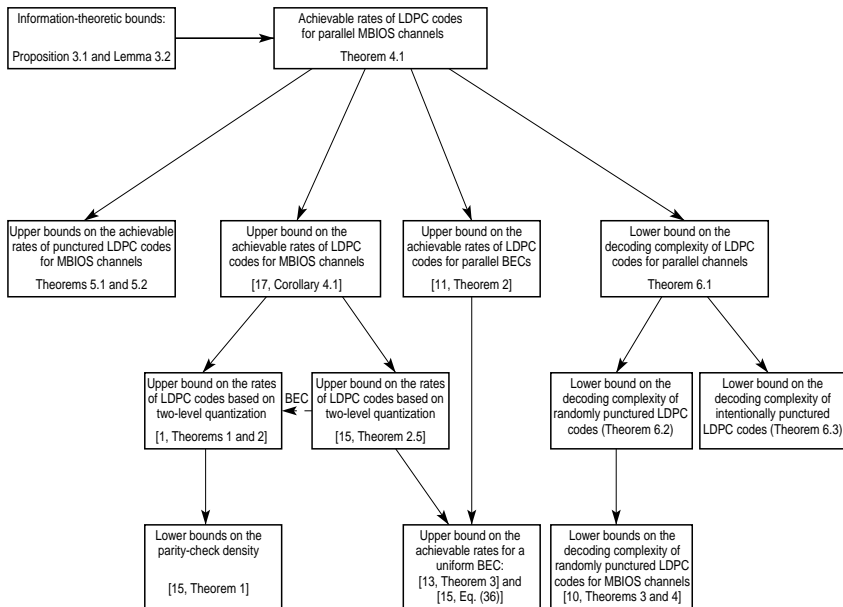 Information-theoretic bounds:
Proposition 3.1 and Lemma 3.2
Achievable rates of LDPC codes
for parallel MBIOS channels
Theorem 4.1
Upper bounds on the achievable
rates of punctured LDPC codes
for MBIOS channels
Theorems 5.1 and 5.2
Upper bound on the
achievable rates of LDPC
codes for MBIOS channels
[17, Corollary 4.1]
Upper bound on the
achievable rates of LDPC
codes for parallel BECs
[11, Theorem 2]
Lower bound on the
decoding complexity of LDPC
codes for parallel channels
Theorem 6.1
Upper bound on the rates
of LDPC codes based on
two-level quantization
[1, Theorems 1 and 2]
BEC
Upper bound on the rates
of LDPC codes based on
two-level quantization
[15, Theorem 2.5]
Lower bound on the
decoding complexity of
randomly punctured LDPC
codes (Theorem 6.2)
Lower bound on the
decoding complexity of
intentionally punctured
LDPC codes (Theorem 6.3)
Lower bounds on the
parity-check density
[15, Theorem 1]
Upper bound on the
achievable rates for a
uniform BEC:
[13, Theorem 3] and
[15, Eq. (36)]
Lower bounds on the
decoding complexity of
randomly punctured LDPC
codes for MBIOS channels
[10, Theorems 3 and 4]